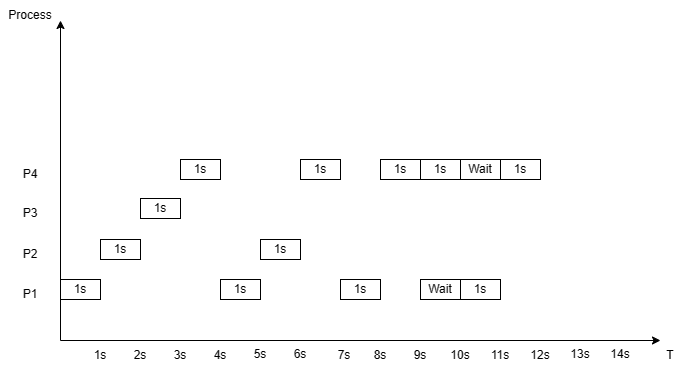 Process
P4 1s 1s 1s 1s Wait 1s
P3 1s
P2 1s 1s
P1 1s 1s 1s Wait 1s
1s 2s 3s 4s 5s 6s 7s 8s 9s 10s 11s 12s 13s 14s T